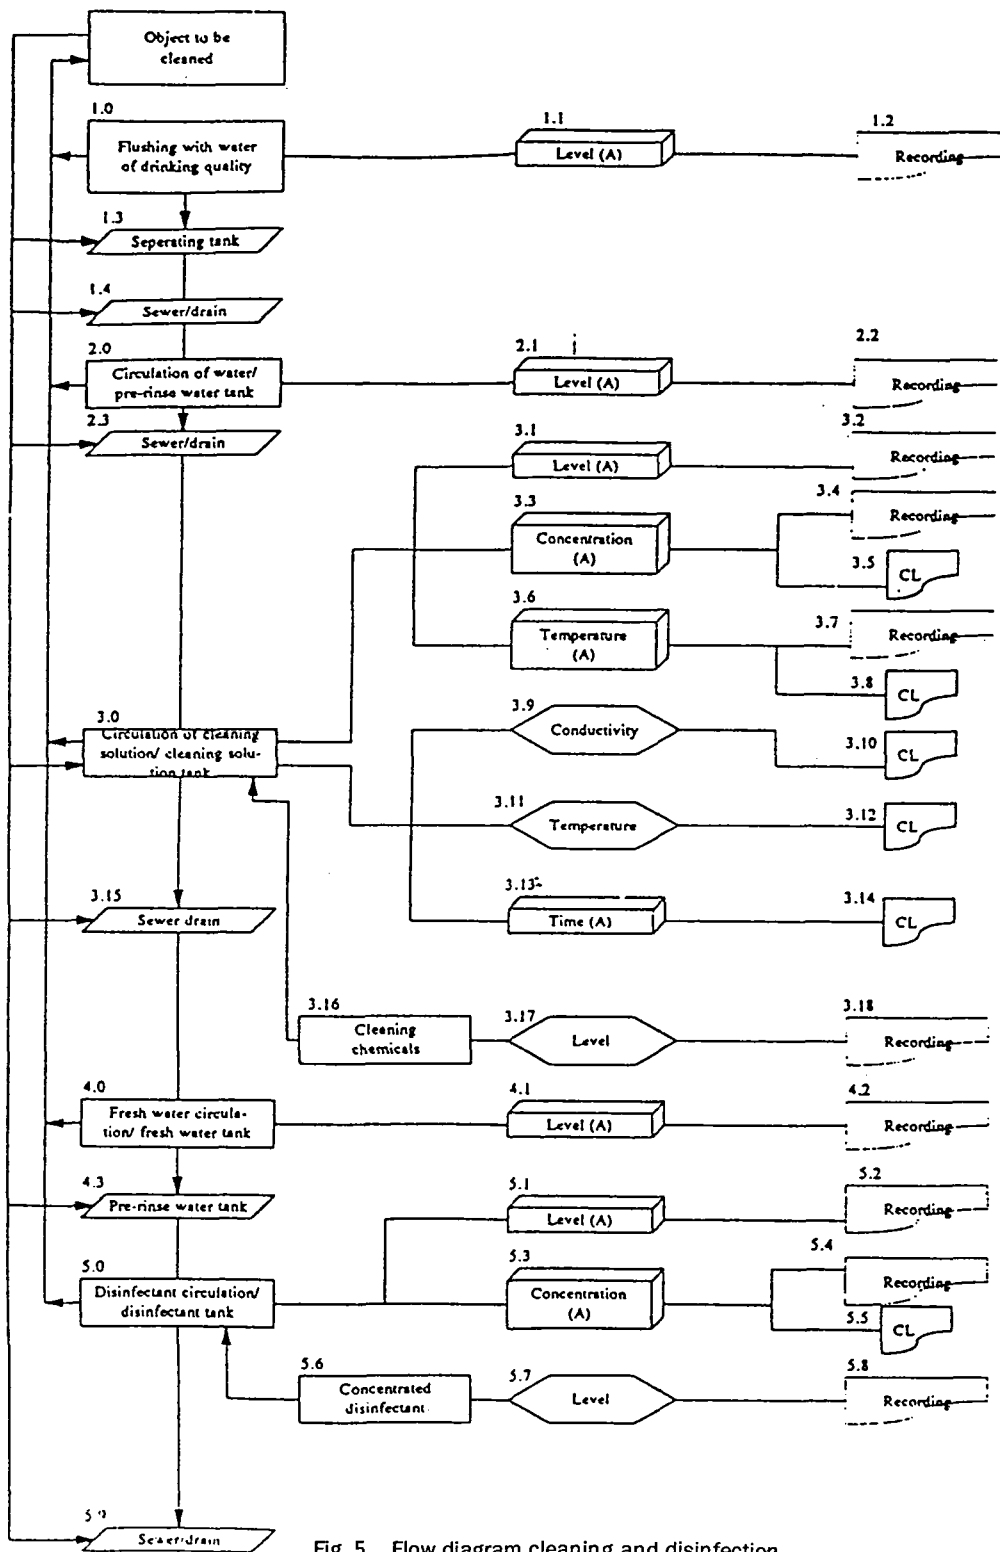 Object to be
cleaned
1.0
Flushing with water
of drinking quality
1.1
Level (A)
1.2
Recording
1.3
Seperating tank
1.4
Sewer/drain
2.0
Circulation of water/
pre-rinse water tank
2.1
Level (A)
2.2
Recording
2.3
Sewer/drain
3.1
Level (A)
3.2
Recording
3.3
Concentration
(A)
3.4
Recording
3.5
CL
3.6
Temperature
(A)
3.7
Recording
3.8
CL
3.0
Circulation of cleaning
solution/ cleaning solu-
tion tank
3.9
Conductivity
3.10
CL
3.11
Temperature
3.12
CL
3.13
Time (A)
3.14
CL
3.15
Sewer drain
3.16
Cleaning
chemicals
3.17
Level
3.18
Recording
4.0
Fresh water circula-
tion/ fresh water tank
4.1
Level (A)
4.2
Recording
4.3
Pre-rinse water tank
5.0
Disinfectant circulation/
disinfectant tank
5.1
Level (A)
5.2
Recording
5.3
Concentration
(A)
5.4
Recording
5.5
CL
5.6
Concentrated
disinfectant
5.7
Level
5.8
Recording
5.9
Sewer/drain
Fig. 5 Flow diagram cleaning and disinfection